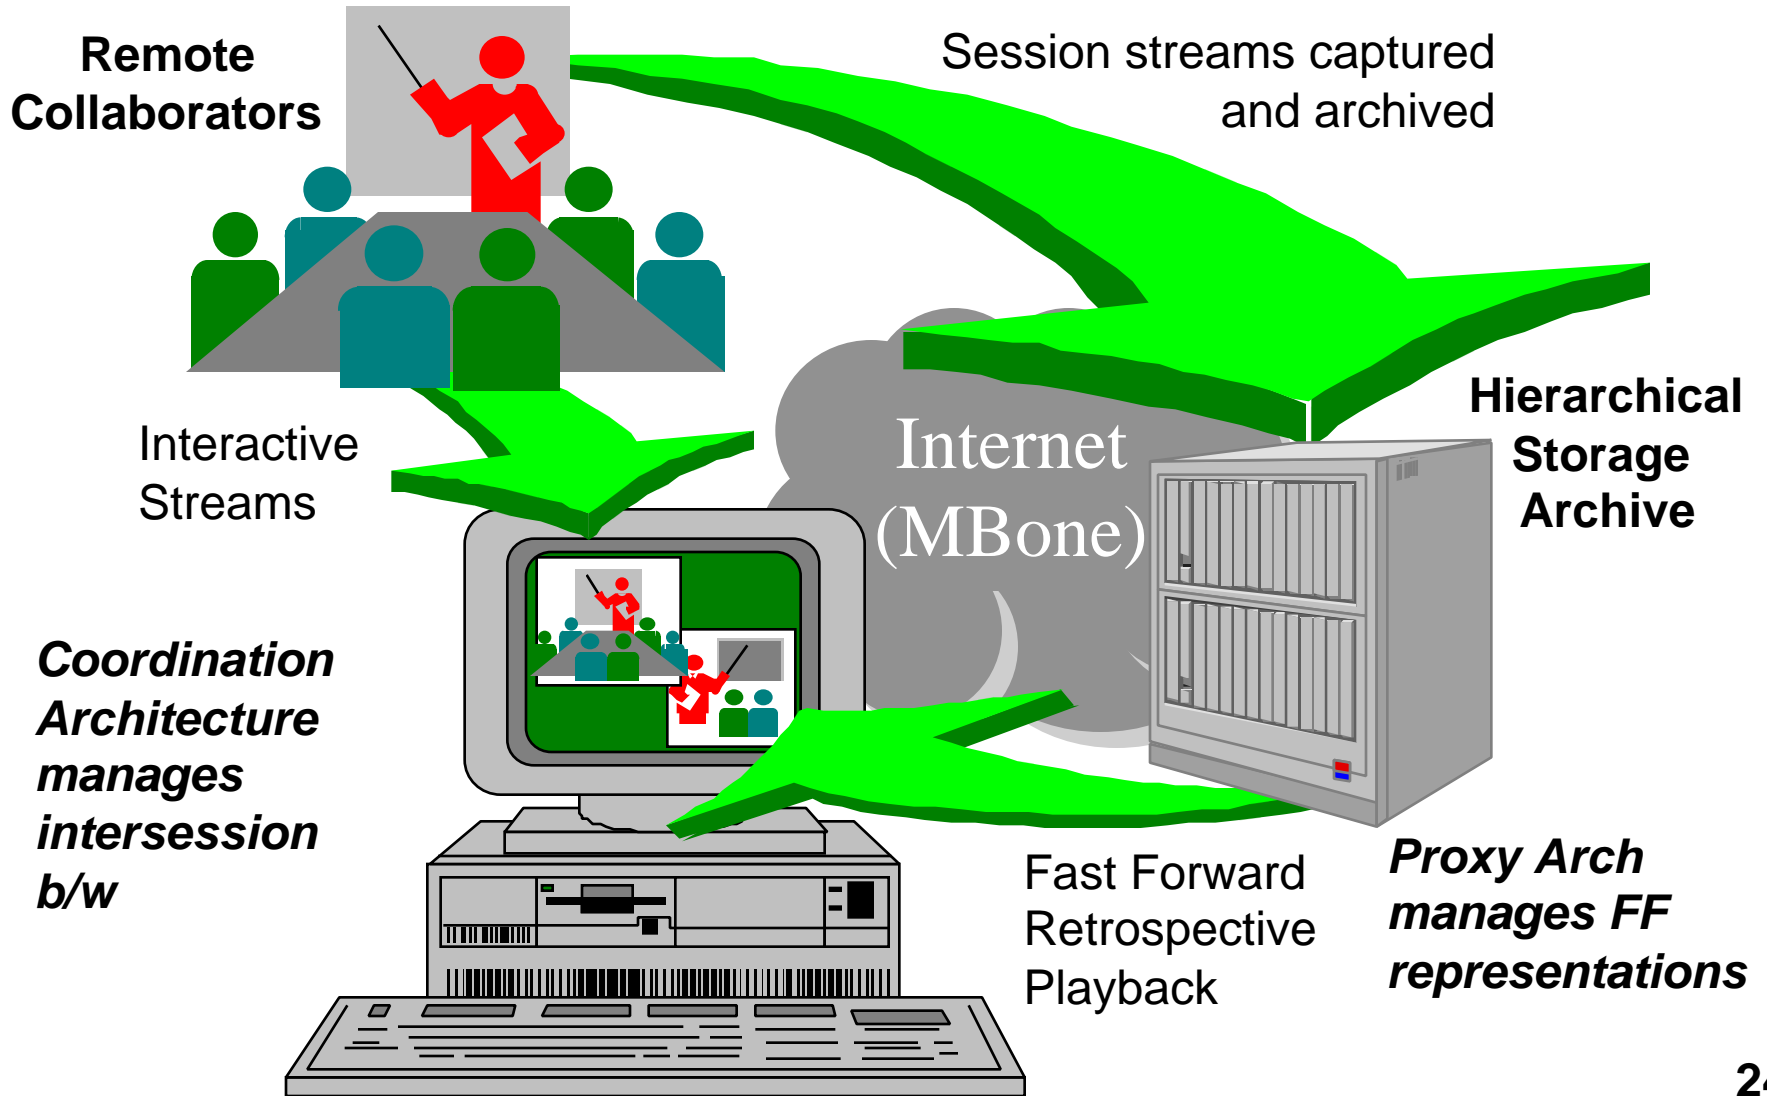 Remote
Collaborators
Session streams captured
and archived
Interactive
Streams
Internet
(MBone)
Hierarchical
Storage
Archive
Coordination
Architecture
manages
intersession
b/w
Fast Forward
Retrospective
Playback
Proxy Arch
manages FF
representations
24